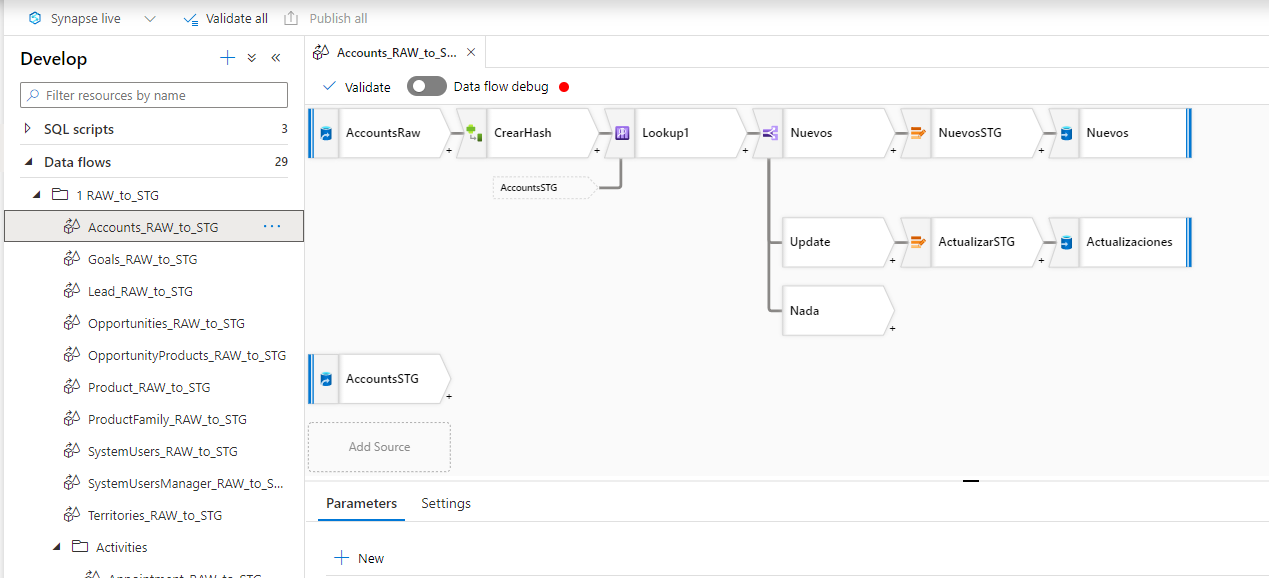 Synapse live
Validate all
Publish all
Develop
Filter resources by name
SQL scripts 3
Data flows 29
1 RAW_to_STG
Accounts_RAW_to_STG ...
Goals_RAW_to_STG
Lead_RAW_to_STG
Opportunities_RAW_to_STG
OpportunityProducts_RAW_to_STG
Product_RAW_to_STG
ProductFamily_RAW_to_STG
SystemUsers_RAW_to_STG
SystemUsersManager_RAW_to_S...
Territories_RAW_to_STG
Activities
Appointment_RAW_to_STG
Accounts_RAW_to_S...
Validate
Data flow debug
AccountsRaw
CrearHash
Lookup1
Nuevos
NuevosSTG
Nuevos
AccountsSTG
Update
ActualizarSTG
Actualizaciones
Nada
AccountsSTG
Add Source
Parameters
Settings
New